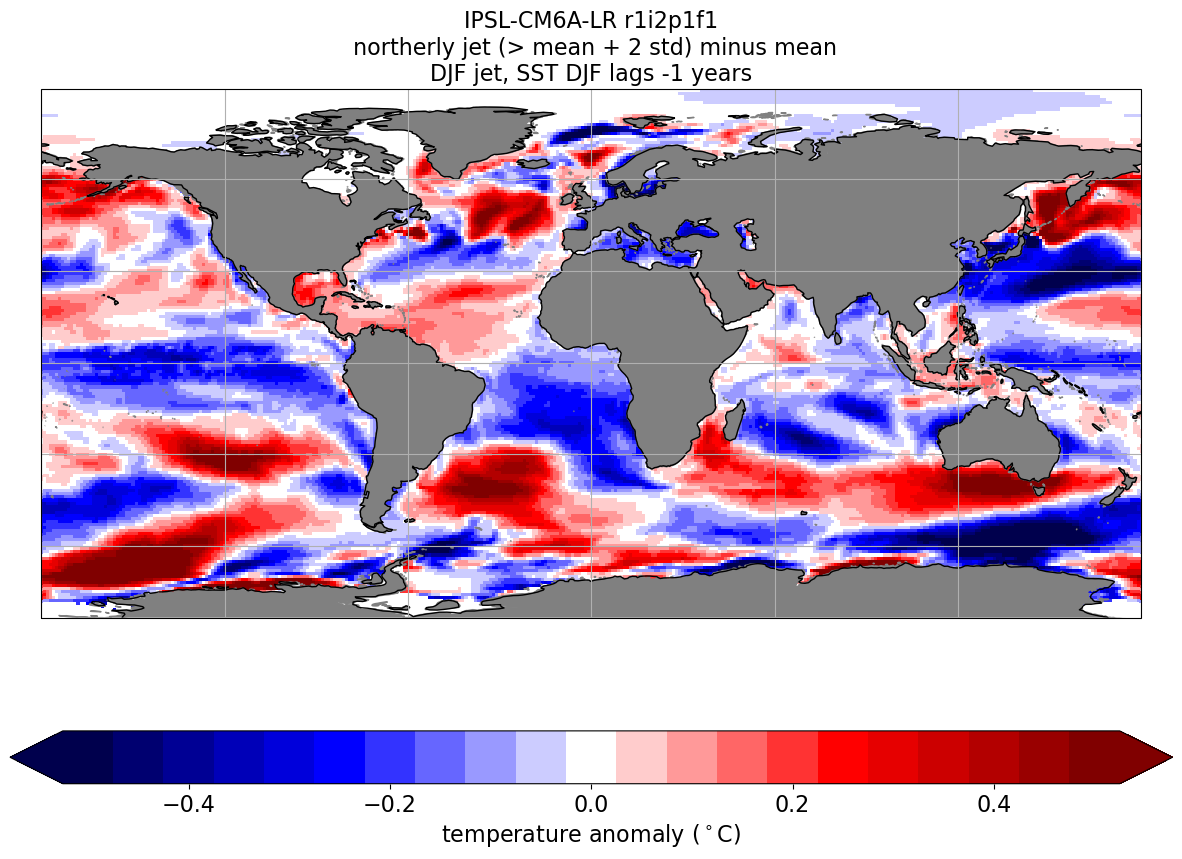 IPSL-CM6A-LR r1i2p1f1
northerly jet (> mean + 2 std) minus mean
DJF jet, SST DJF lags -1 years
−0.4 −0.2 0.0 0.2 0.4
temperature anomaly (°C)